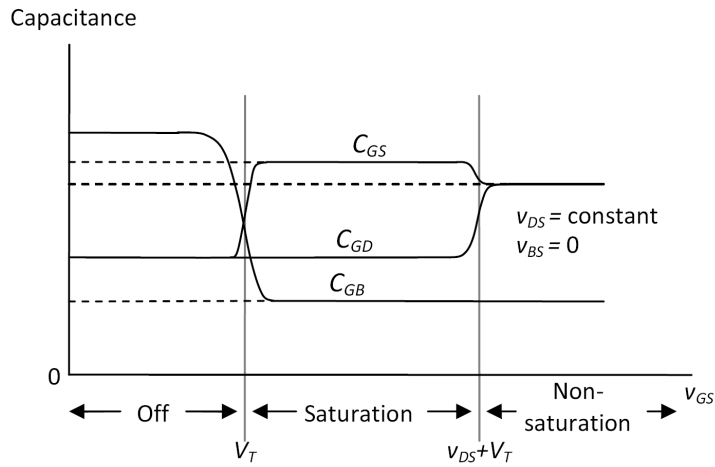 Capacitance
C_GS
v_DS = constant
C_GD
v_BS = 0
C_GB
0
Off
Saturation
Non-
saturation
v_GS
V_T
v_DS+V_T